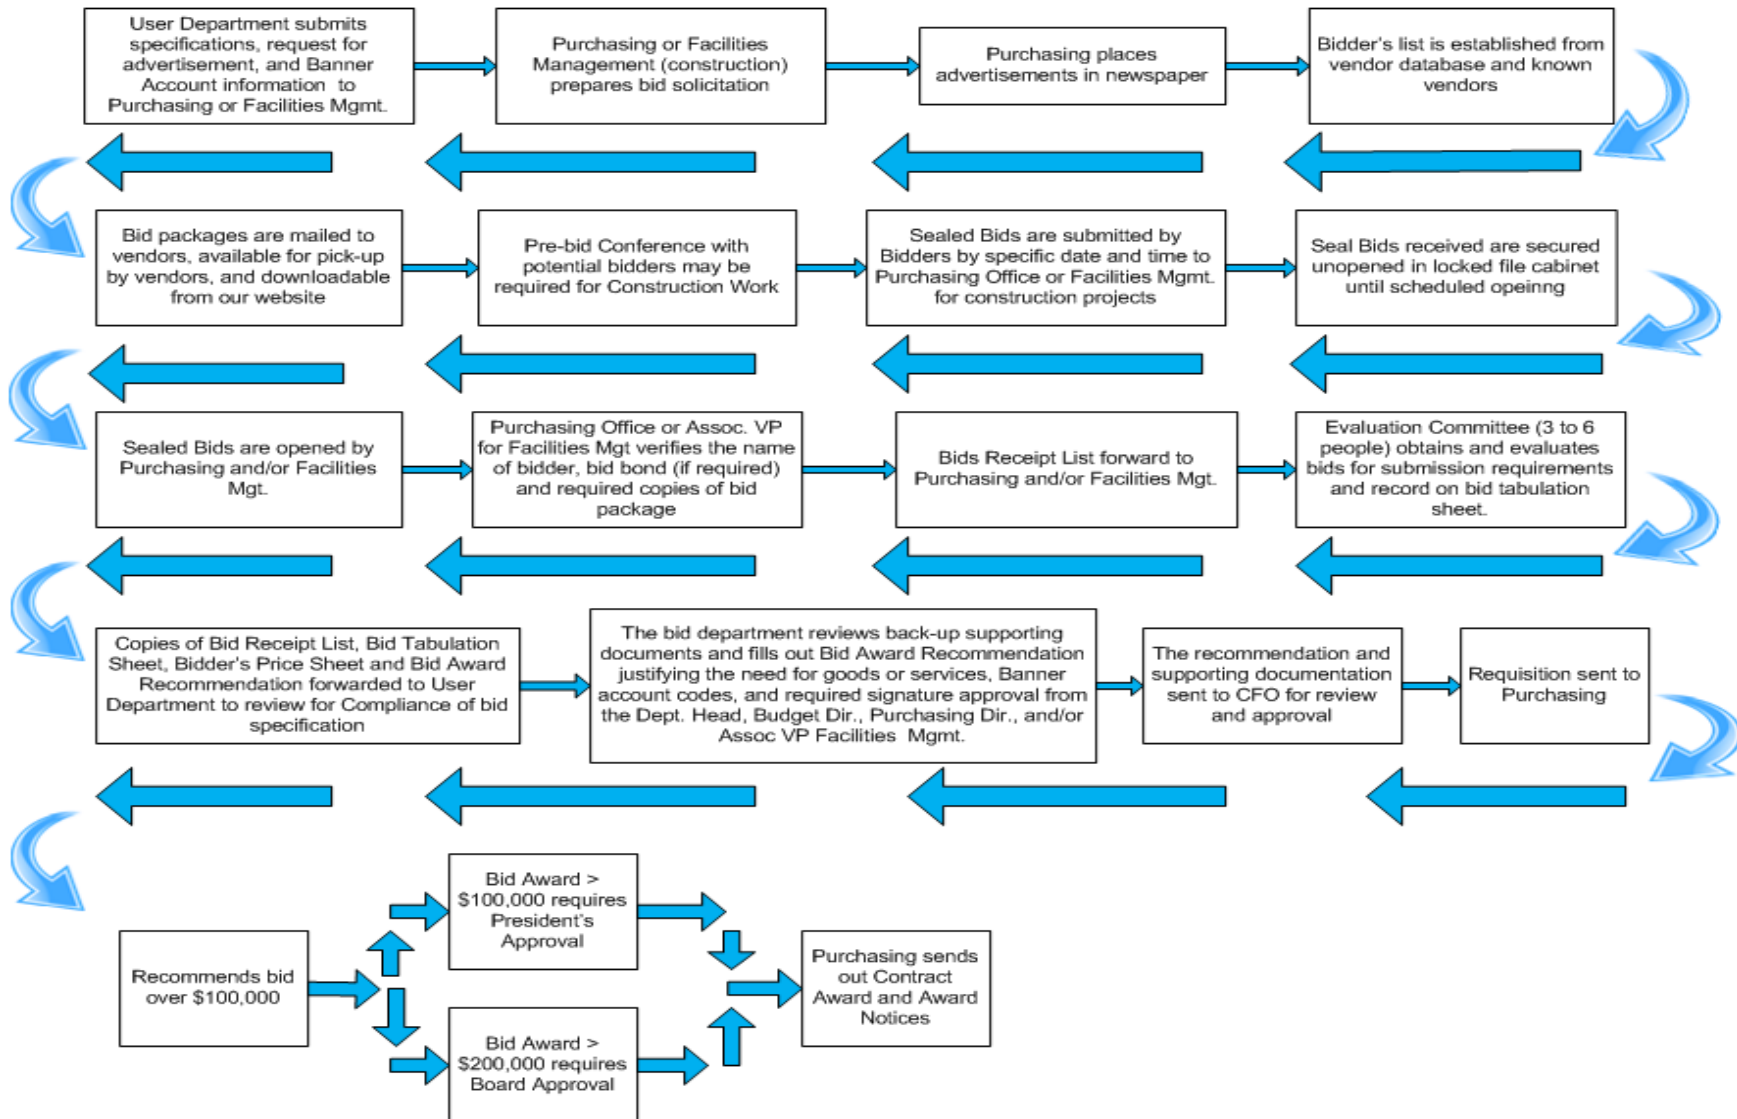 User Department submits
specifications, request for
advertisement, and Banner
Account information to
Purchasing or Facilities Mgmt.
Purchasing or Facilities
Management (construction)
prepares bid solicitation
Purchasing places
advertisements in newspaper
Bidder's list is established from
vendor database and known
vendors
Bid packages are mailed to
vendors, available for pick-up
by vendors, and downloadable
from our website
Pre-bid Conference with
potential bidders may be
required for Construction Work
Sealed Bids are submitted by
Bidders by specific date and time to
Purchasing Office or Facilities Mgmt.
for construction projects
Seal Bids received are secured
unopened in locked file cabinet
until scheduled opeinng
Sealed Bids are opened by
Purchasing and/or Facilities
Mgt.
Purchasing Office or Assoc. VP
for Facilities Mgt verifies the name
of bidder, bid bond (if required)
and required copies of bid
package
Bids Receipt List forward to
Purchasing and/or Facilities Mgt.
Evaluation Committee (3 to 6
people) obtains and evaluates
bids for submission requirements
and record on bid tabulation
sheet.
Copies of Bid Receipt List, Bid Tabulation
Sheet, Bidder's Price Sheet and Bid Award
Recommendation forwarded to User
Department to review for Compliance of bid
specification
The bid department reviews back-up supporting
documents and fills out Bid Award Recommendation
justifying the need for goods or services, Banner
account codes, and required signature approval from
the Dept. Head, Budget Dir., Purchasing Dir., and/or
Assoc VP Facilities Mgmt.
The recommendation and
supporting documentation
sent to CFO for review
and approval
Requisition sent to
Purchasing
Recommends bid
over $100,000
Bid Award >
$100,000 requires
President's
Approval
Bid Award >
$200,000 requires
Board Approval
Purchasing sends
out Contract
Award and Award
Notices